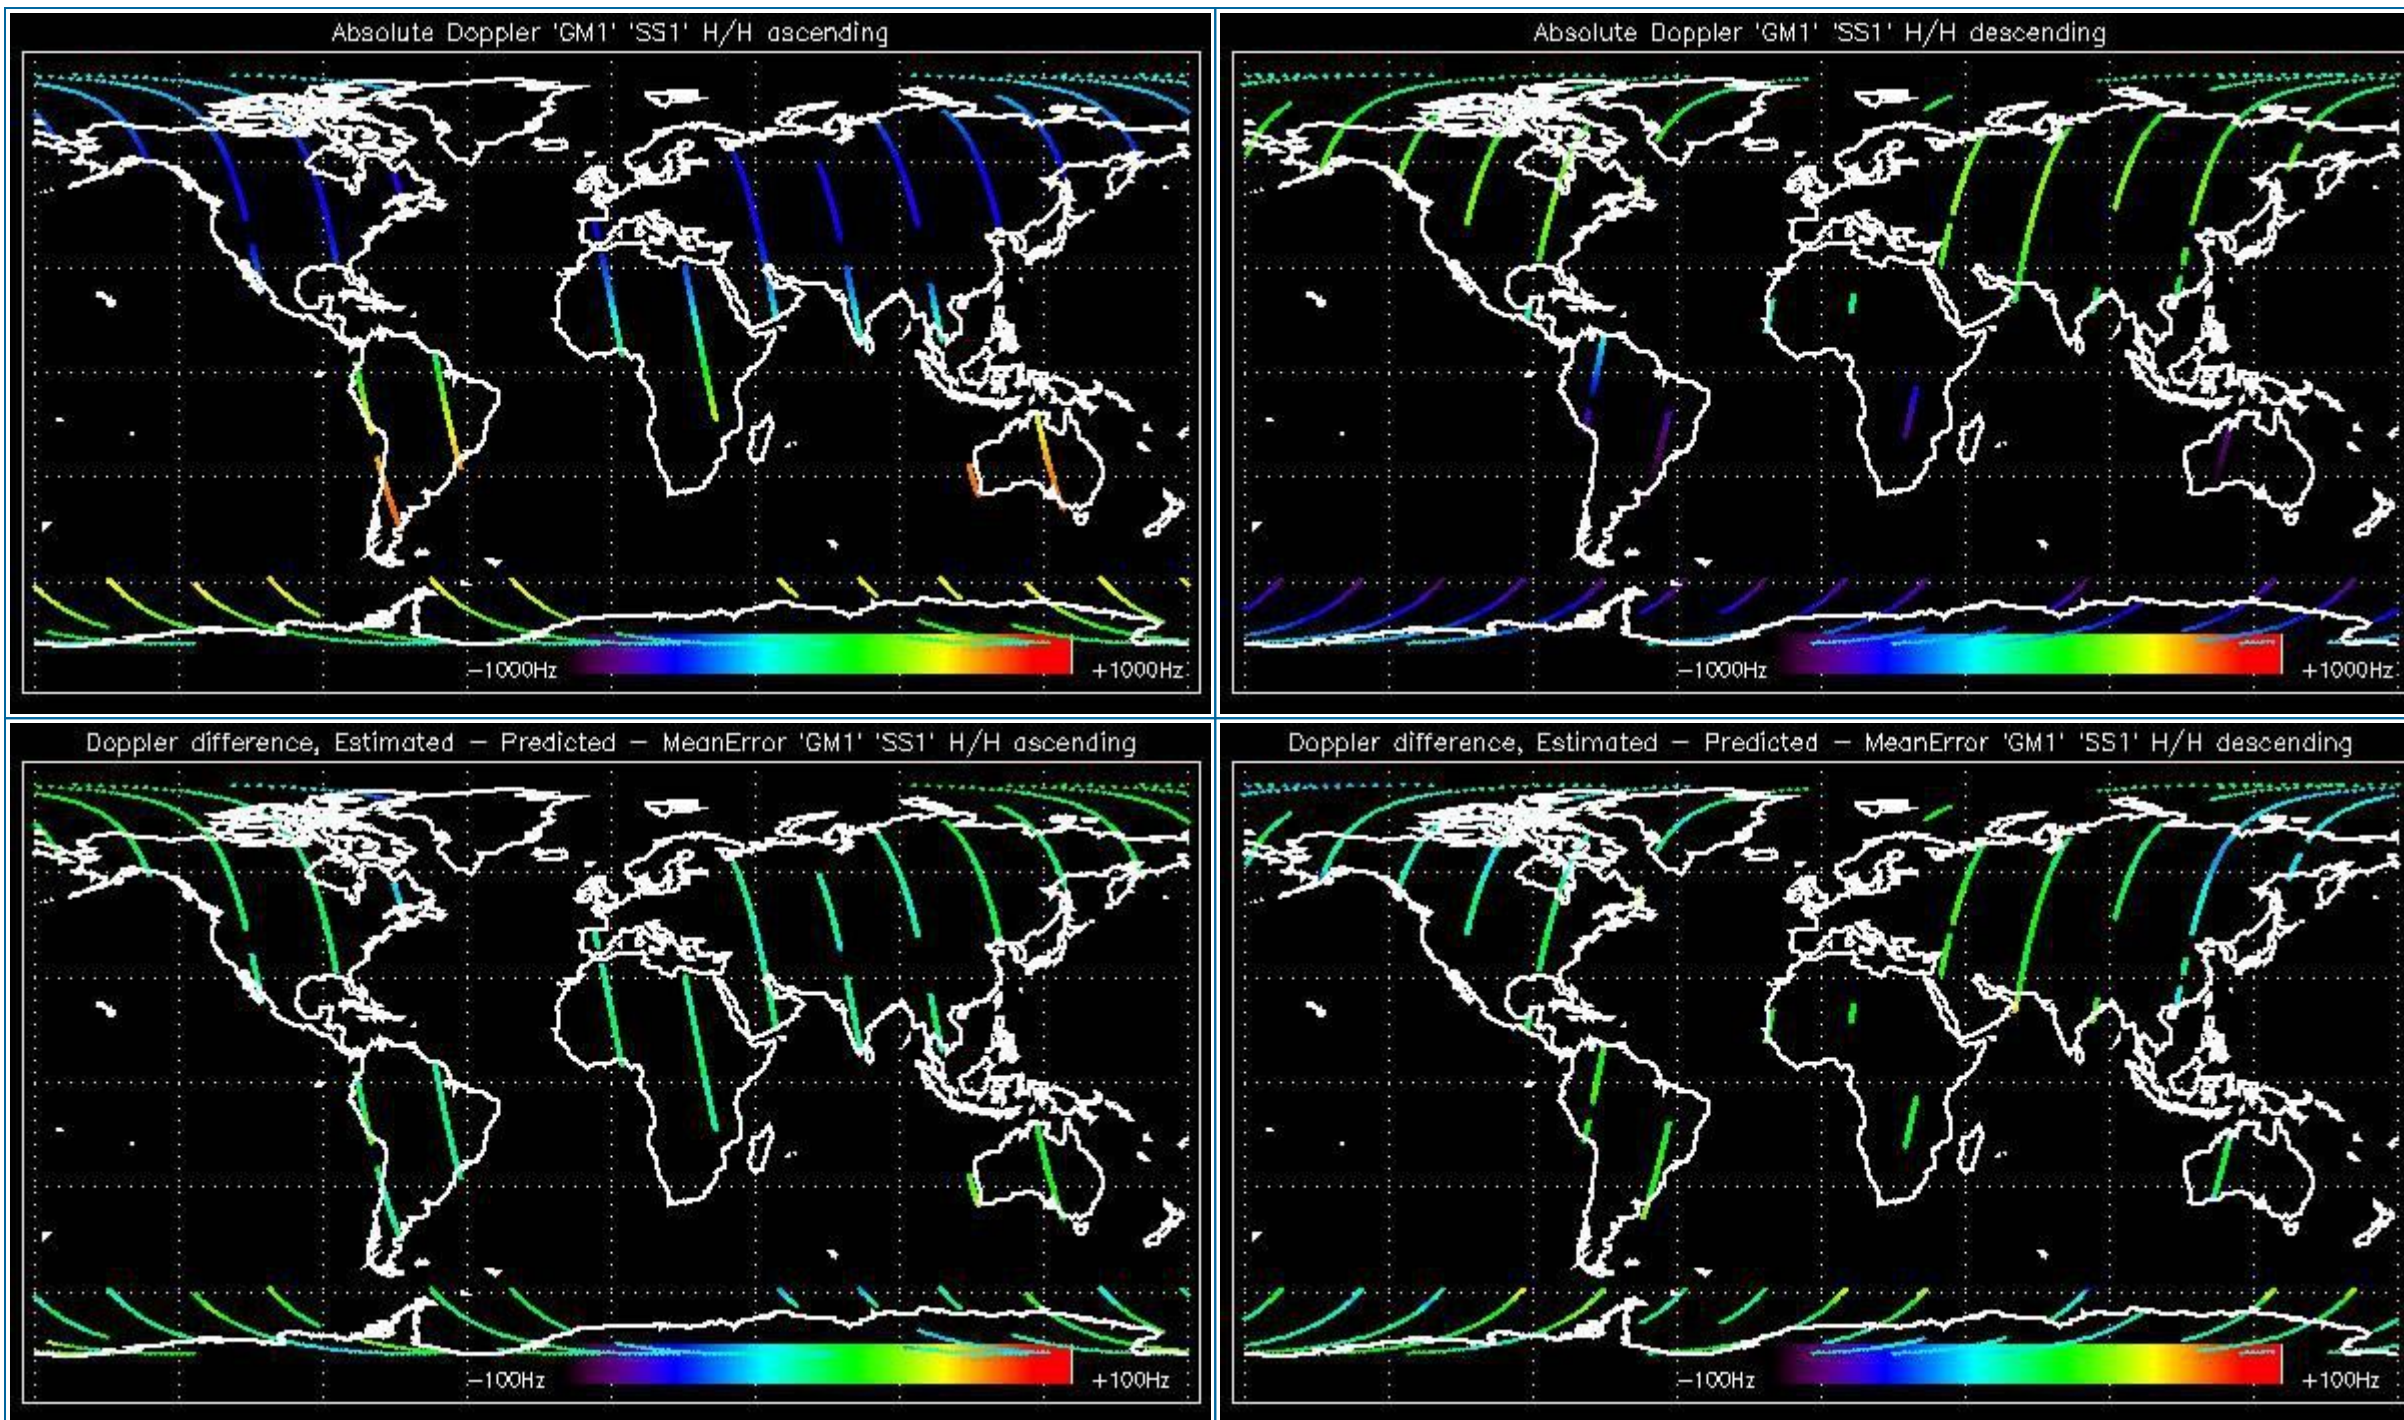 Absolute Doppler 'GM1' 'SS1' H/H ascending
-1000Hz
+1000Hz
Absolute Doppler 'GM1' 'SS1' H/H descending
-1000Hz
+1000Hz
Doppler difference, Estimated - Predicted - MeanError 'GM1' 'SS1' H/H ascending
-100Hz
+100Hz
Doppler difference, Estimated - Predicted - MeanError 'GM1' 'SS1' H/H descending
-100Hz
+100Hz